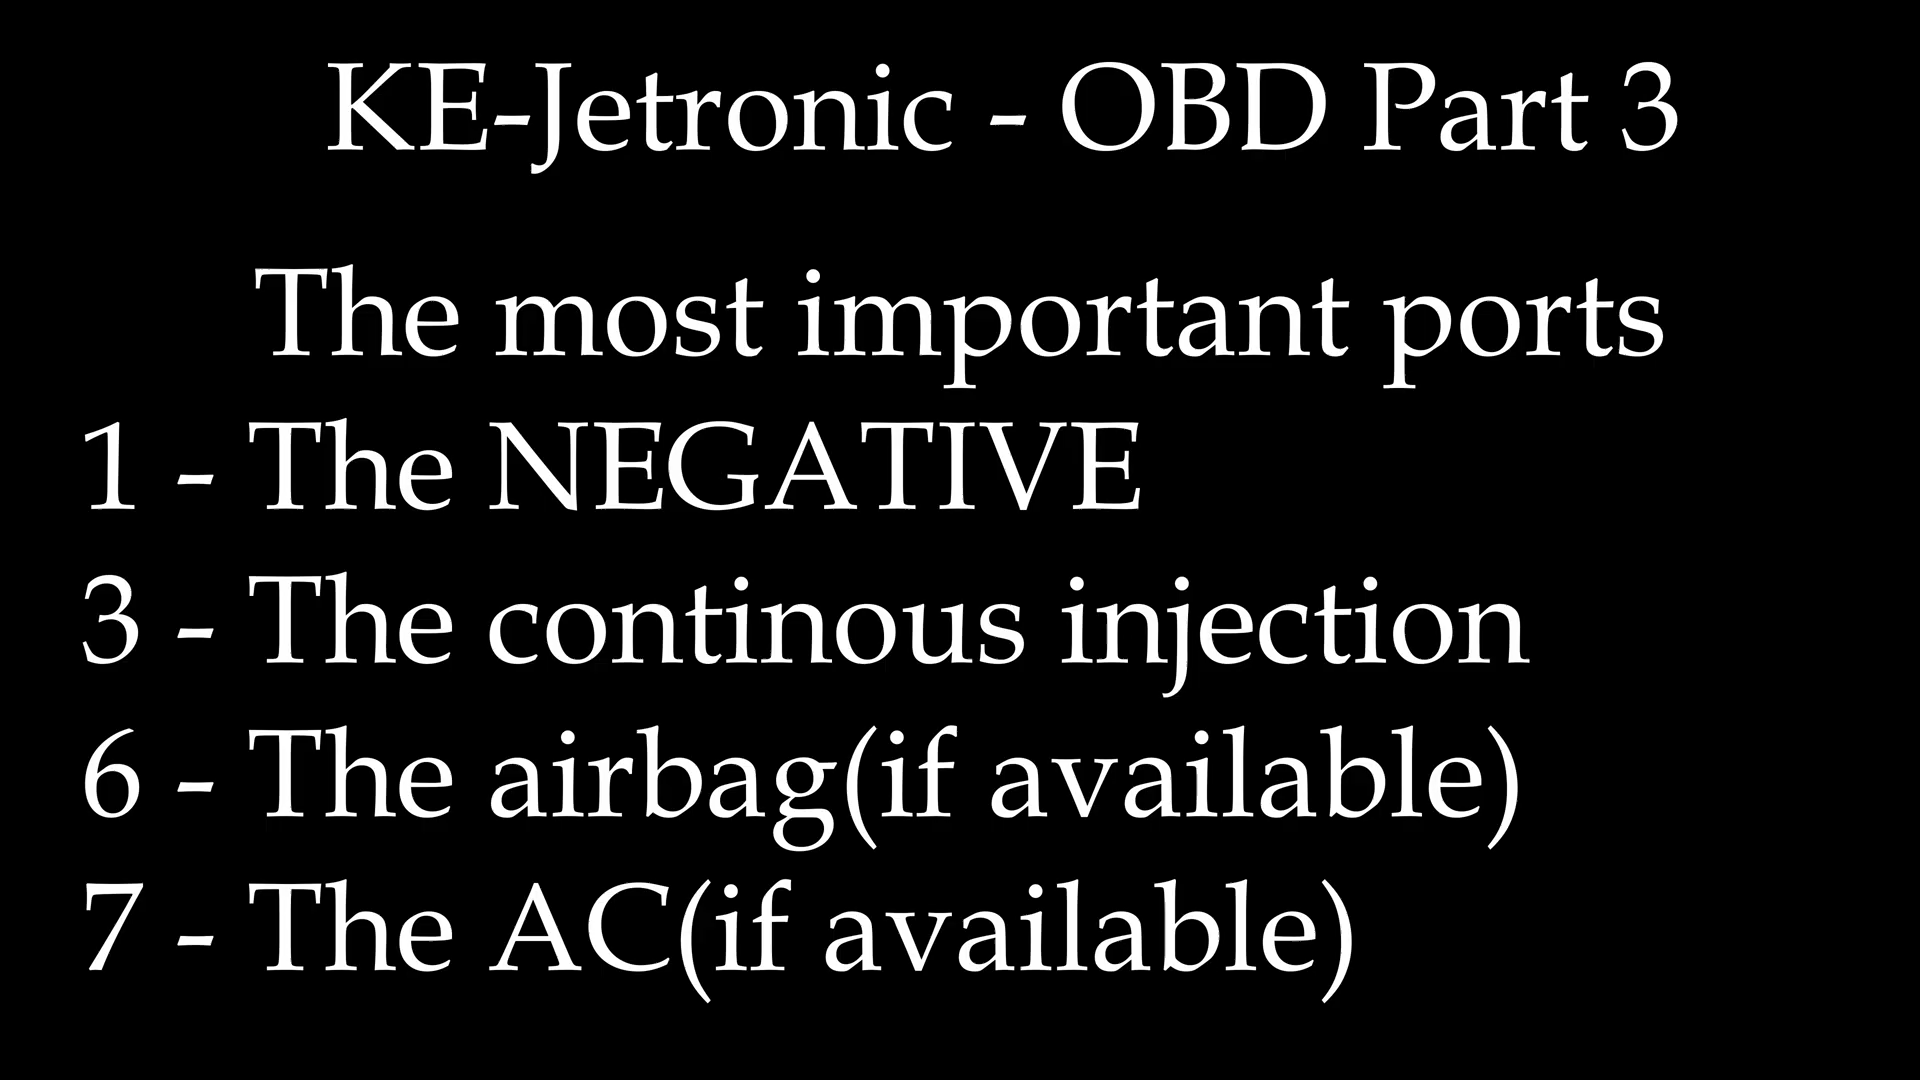 KE-Jetronic - OBD Part 3
The most important ports
1 - The NEGATIVE
3 - The continous injection
6 - The airbag(if available)
7 - The AC(if available)